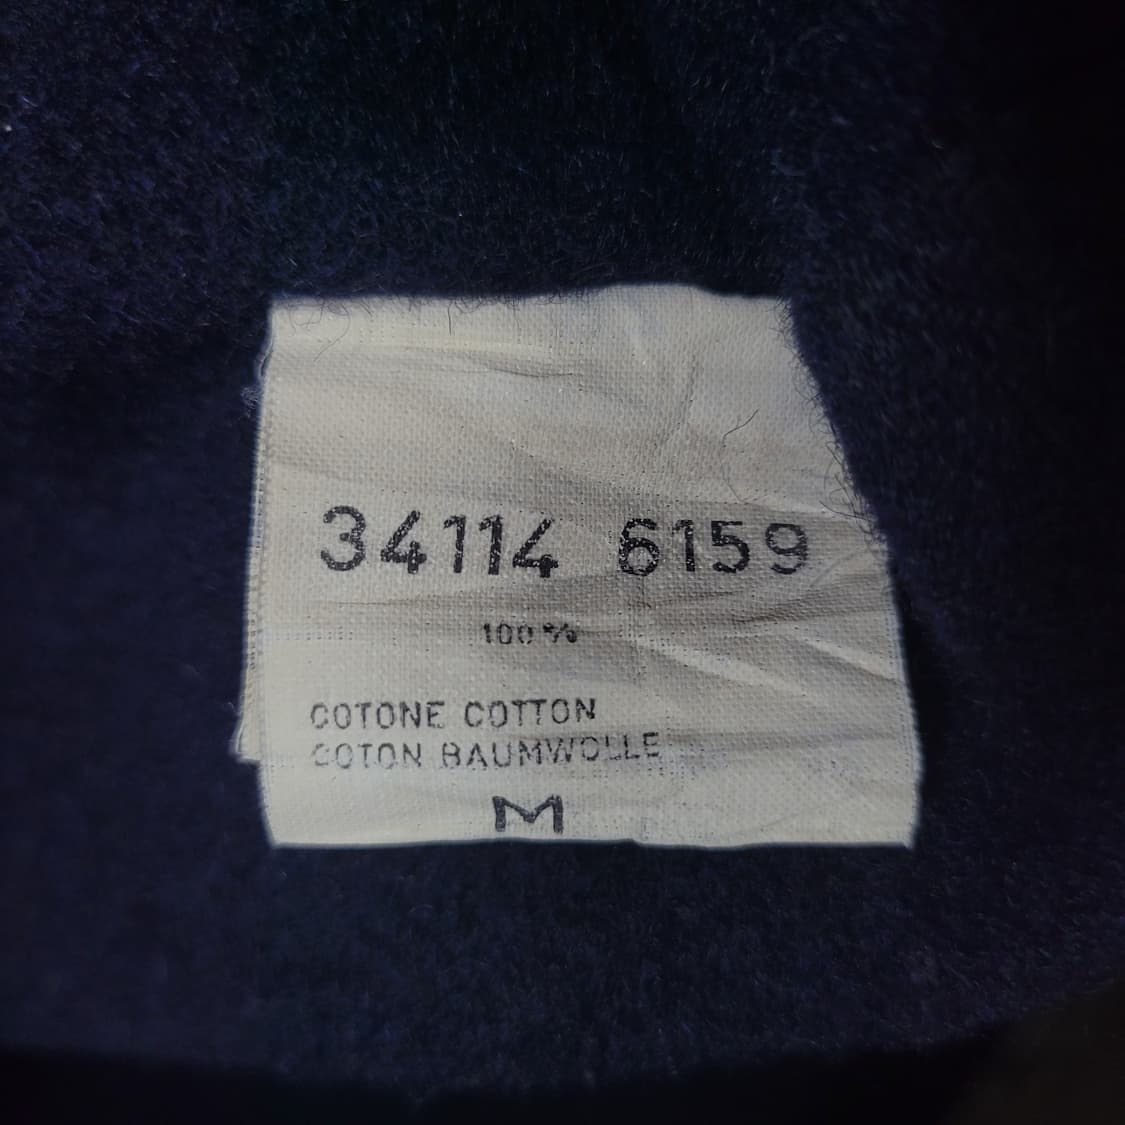 34114 6159
100 %
COTONE COTTON
COTON BAUMWOLLE
M